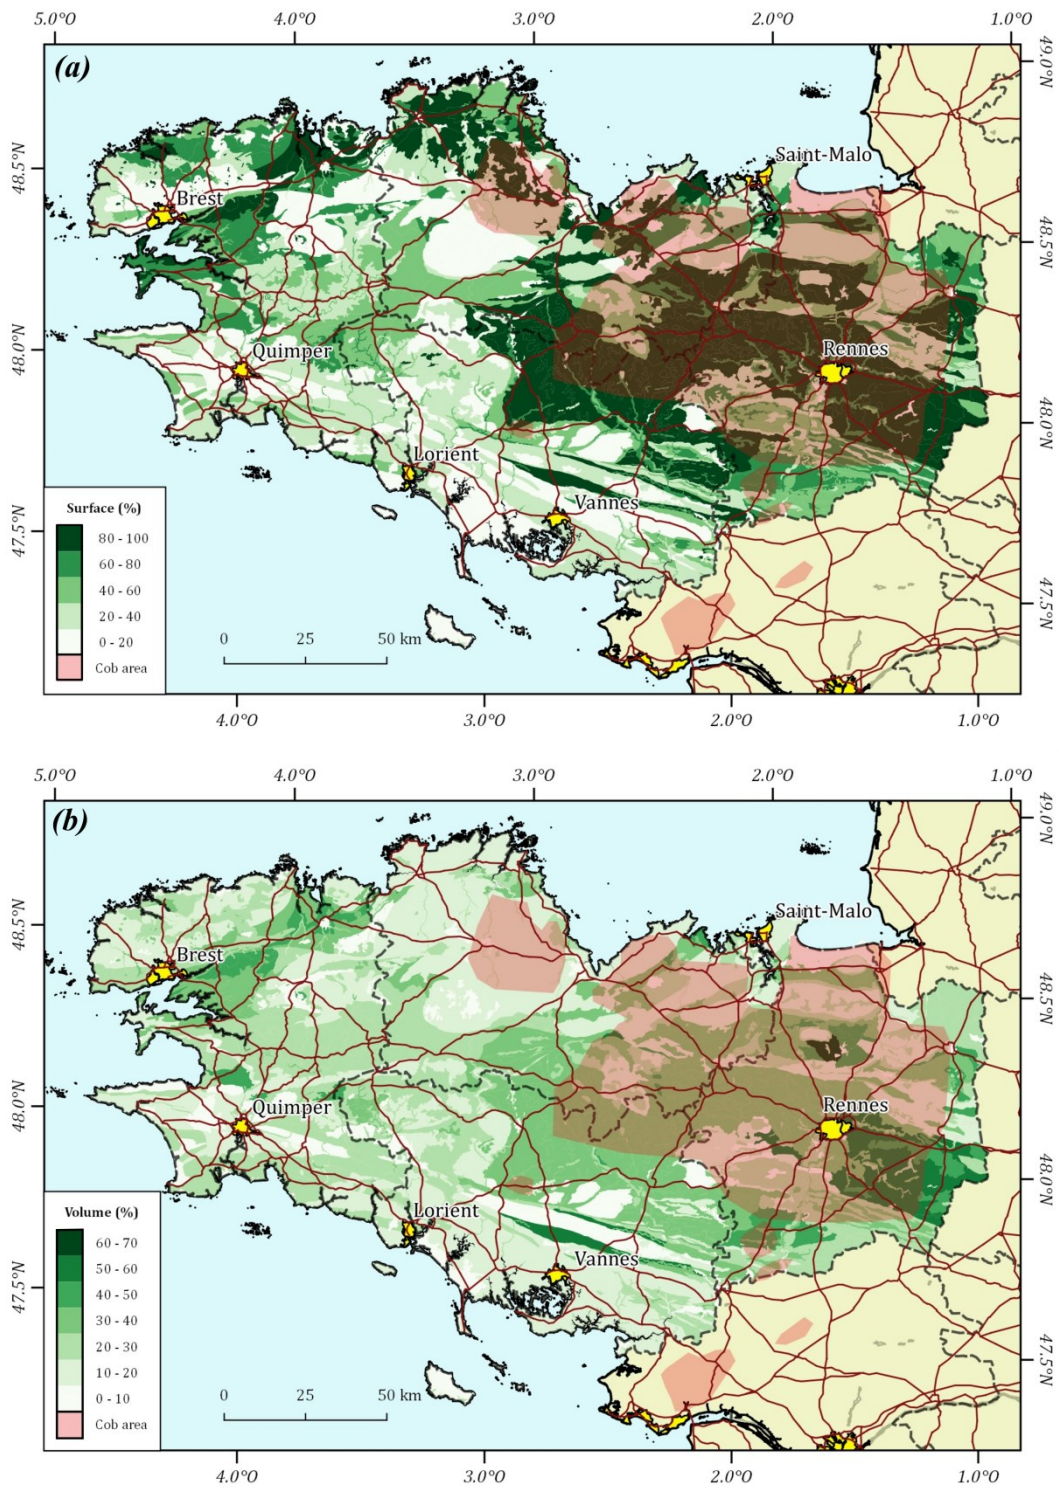 5.0°O 4.0°O 3.0°O 2.0°O 1.0°O
(a)
49.0°N
Saint-Malo
48.5°N
Brest
48.5°N
48.0°N
Quimper
Rennes
48.0°N
Lorient
Surface (%)
Vannes
47.5°N
80 - 100
60 - 80
40 - 60
20 - 40
47.5°N
0 - 20
0 25 50 km
Cob area
4.0°O 3.0°O 2.0°O 1.0°O
5.0°O 4.0°O 3.0°O 2.0°O 1.0°O
(b)
49.0°N
Saint-Malo
48.5°N
Brest
48.5°N
48.0°N
Quimper
Rennes
48.0°N
Lorient
Volume (%)
60 - 70
Vannes
50 - 60
47.5°N
40 - 50
30 - 40
20 - 30
10 - 20
47.5°N
0 - 10
0 25 50 km
Cob area
4.0°O 3.0°O 2.0°O 1.0°O